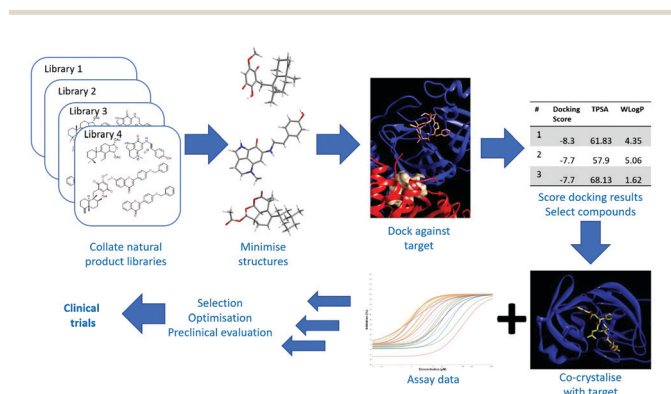 Library 1
Library 2
Library 3
Library 4
Collate natural
product libraries
Minimise
structures
Dock against
target
# Docking Score TPSA WLogP
1 -8.3 61.83 4.35
2 -7.7 57.9 5.06
3 -7.7 68.13 1.62
Score docking results
Select compounds
Clinical
trials
Selection
Optimisation
Preclinical evaluation
Assay data
Co-crystalise
with target